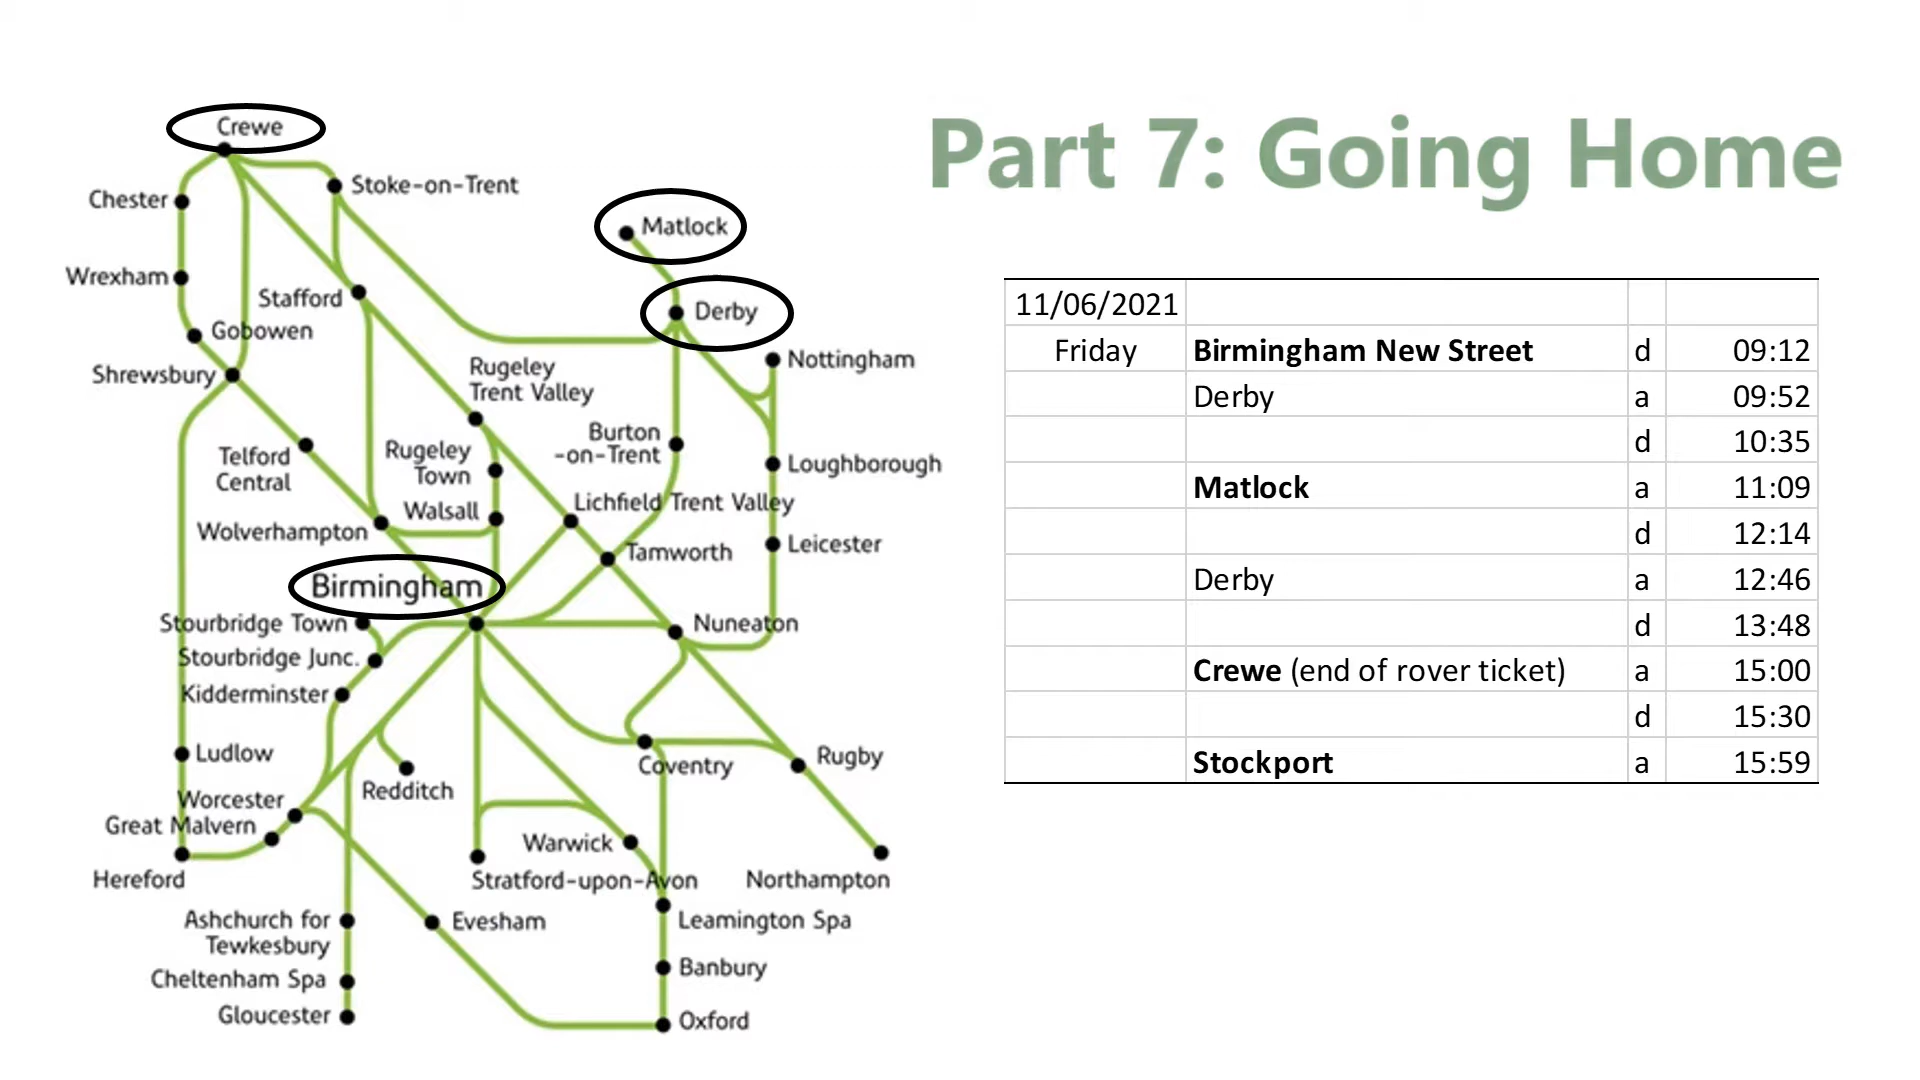 Part 7: Going Home
Crewe
Stoke-on-Trent
Chester
Matlock
Wrexham
Stafford
Derby
Gobowen
Shrewsbury
Rugeley
Trent Valley
Nottingham
Telford
Central
Rugeley
Town
Burton
-on-Trent
Loughborough
Walsall
Lichfield Trent Valley
Wolverhampton
Tamworth
Leicester
Birmingham
Stourbridge Town
Nuneaton
Stourbridge Junc.
Kidderminster
Ludlow
Redditch
Coventry
Rugby
Worcester
Great Malvern
Warwick
Hereford
Stratford-upon-Avon
Northampton
Ashchurch for
Tewkesbury
Evesham
Leamington Spa
Cheltenham Spa
Banbury
Gloucester
Oxford
11/06/2021
Friday Birmingham New Street d 09:12
Derby a 09:52
d 10:35
Matlock a 11:09
d 12:14
Derby a 12:46
d 13:48
Crewe (end of rover ticket) a 15:00
d 15:30
Stockport a 15:59